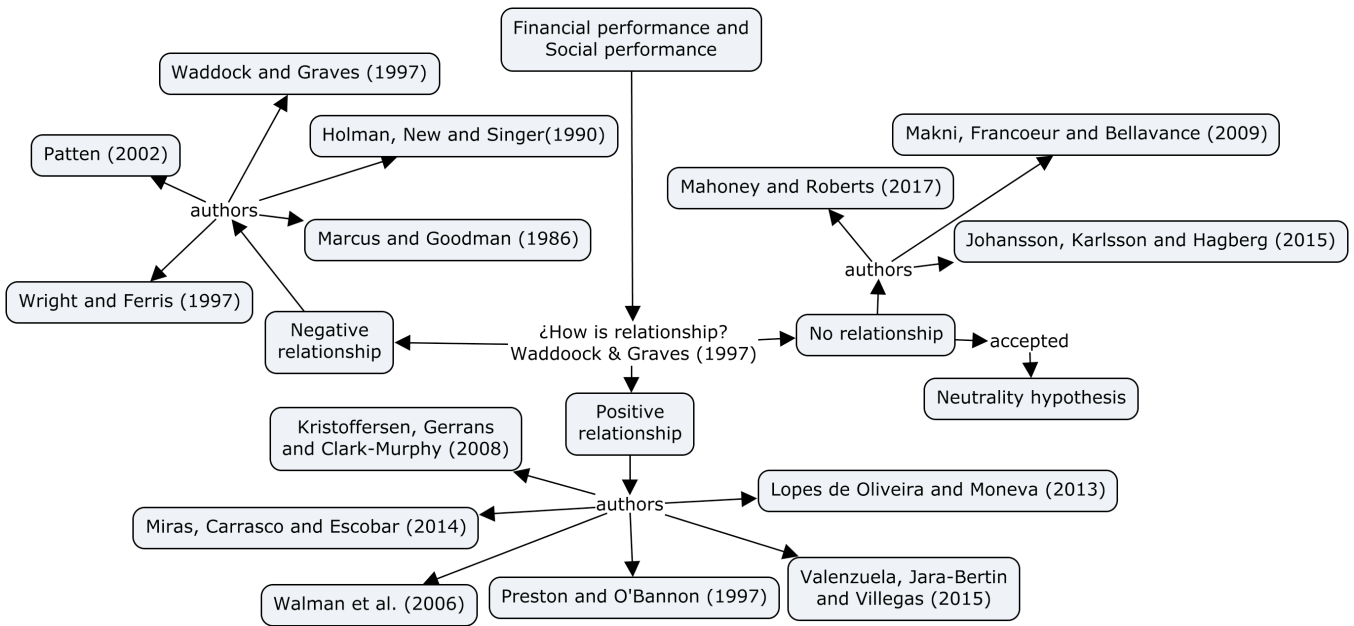 Financial performance and
Social performance
Waddock and Graves (1997)
Holman, New and Singer(1990)
Patten (2002)
authors
Marcus and Goodman (1986)
Wright and Ferris (1997)
Negative
relationship
Makni, Francoeur and Bellavance (2009)
Mahoney and Roberts (2017)
Johansson, Karlsson and Hagberg (2015)
authors
¿How is relationship?
Waddoock & Graves (1997)
No relationship
accepted
Neutrality hypothesis
Positive
relationship
Kristoffersen, Gerrans
and Clark-Murphy (2008)
authors
Lopes de Oliveira and Moneva (2013)
Miras, Carrasco and Escobar (2014)
Walman et al. (2006)
Preston and O'Bannon (1997)
Valenzuela, Jara-Bertin
and Villegas (2015)